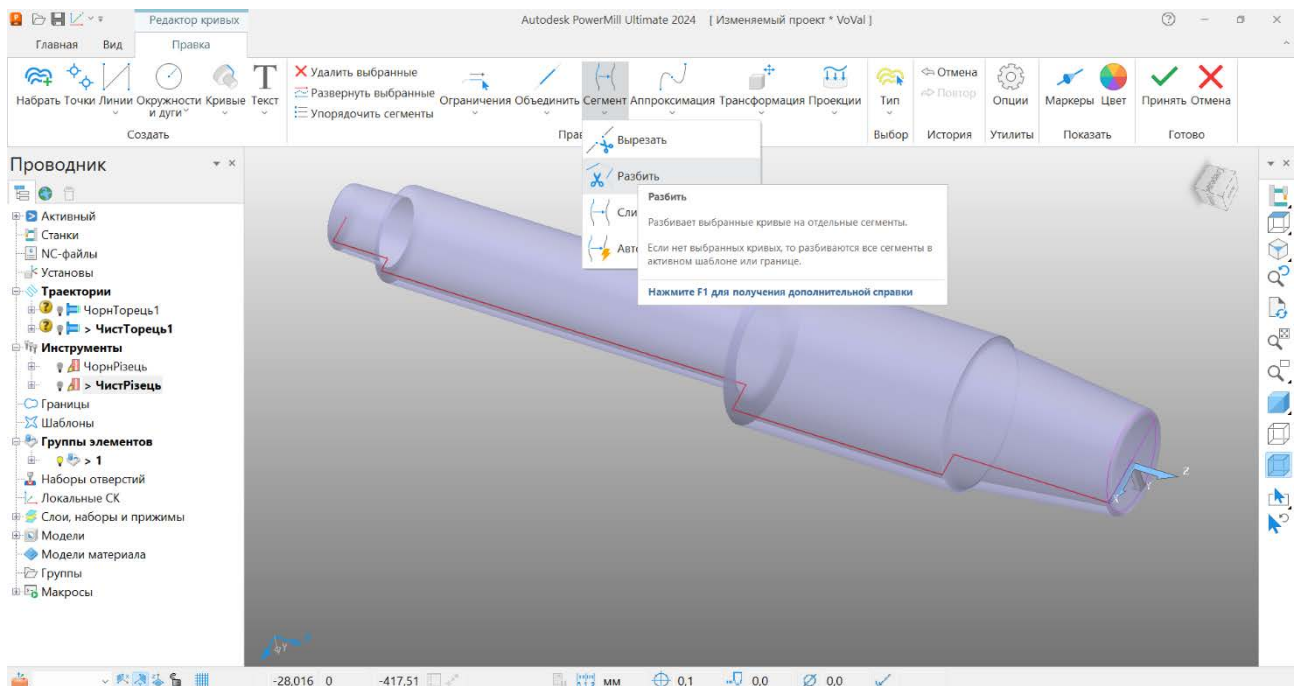 Редактор кривых
Autodesk PowerMill Ultimate 2024 [ Изменяемый проект * VoVal ]
Главная Вид Правка
Удалить выбранные
Развернуть выбранные
Упорядочить сегменты
Набрать Точки Линии Окружности и дуги Кривые Текст
Ограничения Объединить Сегмент Аппроксимация Трансформация Проекции
Тип
Отмена
Повтор
Опции Маркеры Цвет Принять Отмена
Создать
Выбор История Утилиты Показать Готово
Вырезать
Разбить
Разбить
Разбивает выбранные кривые на отдельные сегменты.
Если нет выбранных кривых, то разбиваются все сегменты в
активном шаблоне или границе.
Нажмите F1 для получения дополнительной справки
Проводник
Активный
Станки
NC-файлы
Установы
Траектории
ЧорнТорець1
> ЧистТорець1
Инструменты
ЧорнРізець
> ЧистРізець
Границы
Шаблоны
Группы элементов
> 1
Наборы отверстий
Локальные СК
Слои, наборы и прижимы
Модели
Модели материала
Группы
Макросы
X Y Z
-28,016 0 -417,51 мм 0,1 0,0 0,0